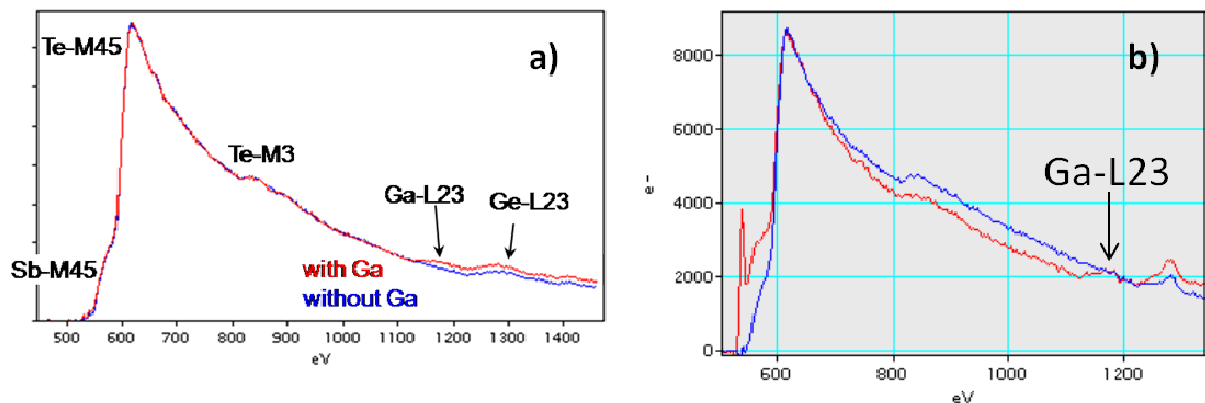 Te-M45
a)
Te-M3
Ga-L23
Ge-L23
Sb-M45
with Ga
without Ga
500 600 700 800 900 1000 1100 1200 1300 1400
eV
b)
8000
6000
e-
Ga-L23
4000
2000
0
600 800 1000 1200
eV